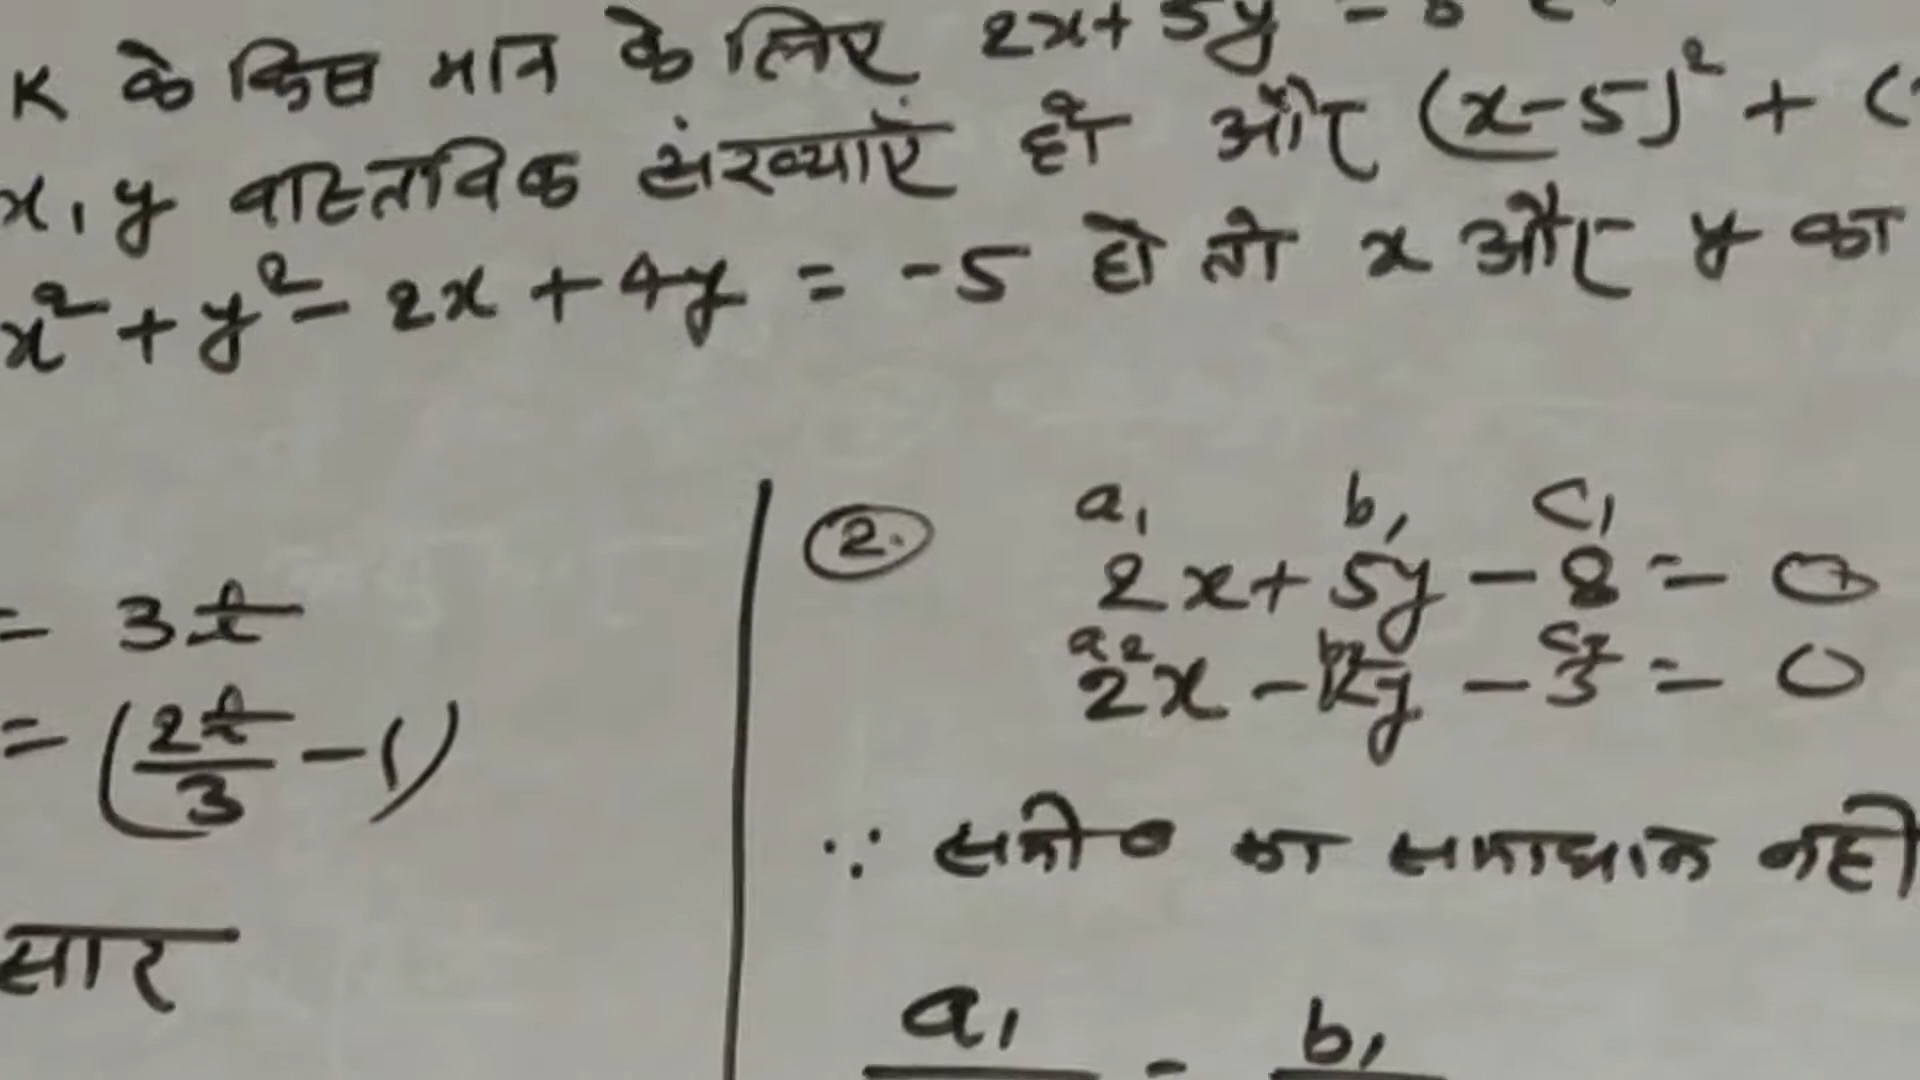 K के किस मान के लिए 2x + 5y = 8
x, y वास्तविक संख्याएँ हो और (x-5)² + (
x² + y² - 2x + 4y = -5 हो तो x और y का
= 3
= (2/3 - 1)
सार
2.
a₁ b₁ c₁
2x + 5y - 8 = 0
a₂ b₂ c₂
2x - Ky - 3 = 0
∵ समी० का समाधान नही
a₁ = b₁